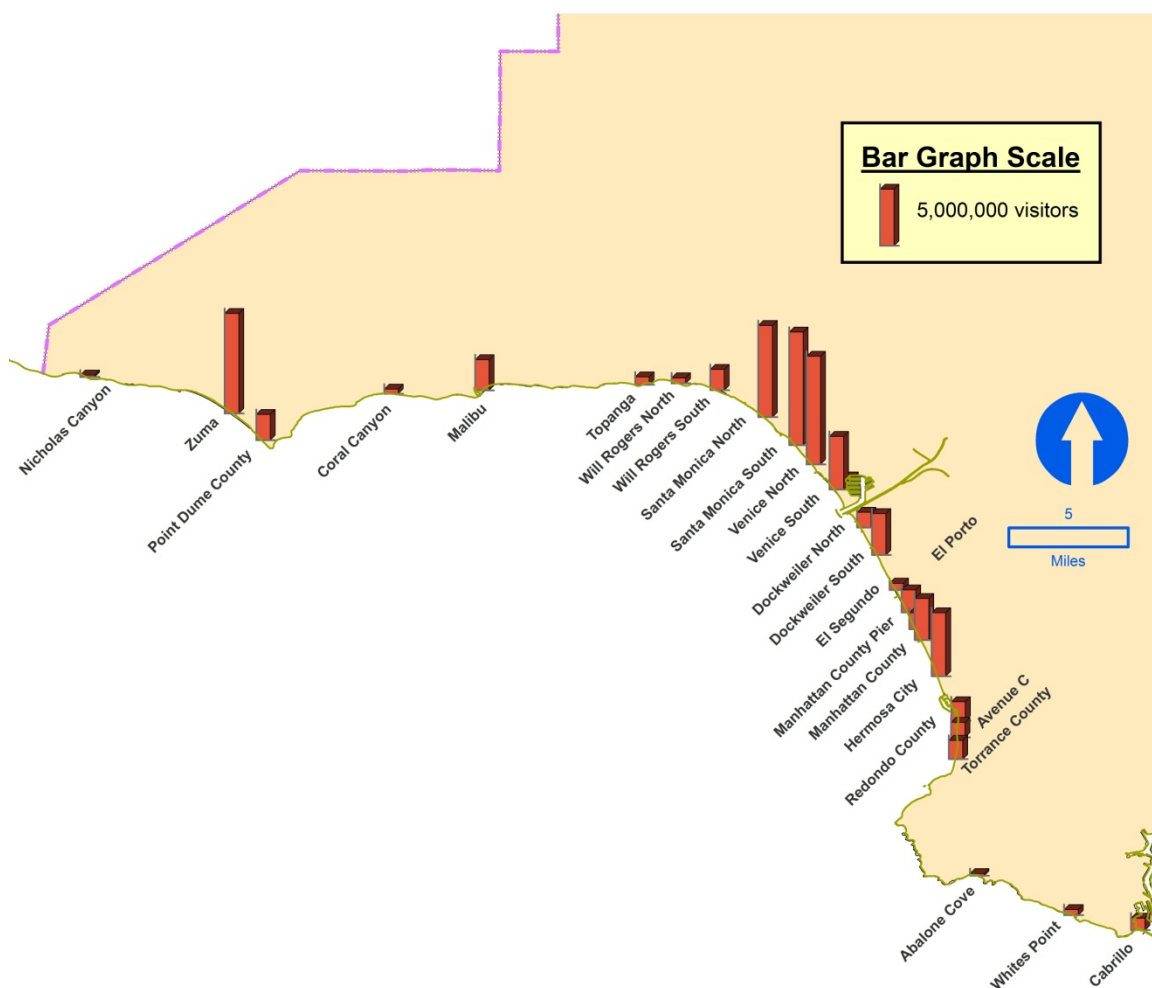 Bar Graph Scale
5,000,000 visitors
Nicholas Canyon
Zuma
Point Dume County
Coral Canyon
Malibu
Topanga
Will Rogers North
Will Rogers South
Santa Monica North
Santa Monica South
Venice North
Venice South
Dockweiler North
Dockweiler South
El Porto
5
Miles
El Segundo
Manhattan County Pier
Manhattan County
Hermosa City
Redondo County
Avenue C
Torrance County
Abalone Cove
Whites Point
Cabrillo